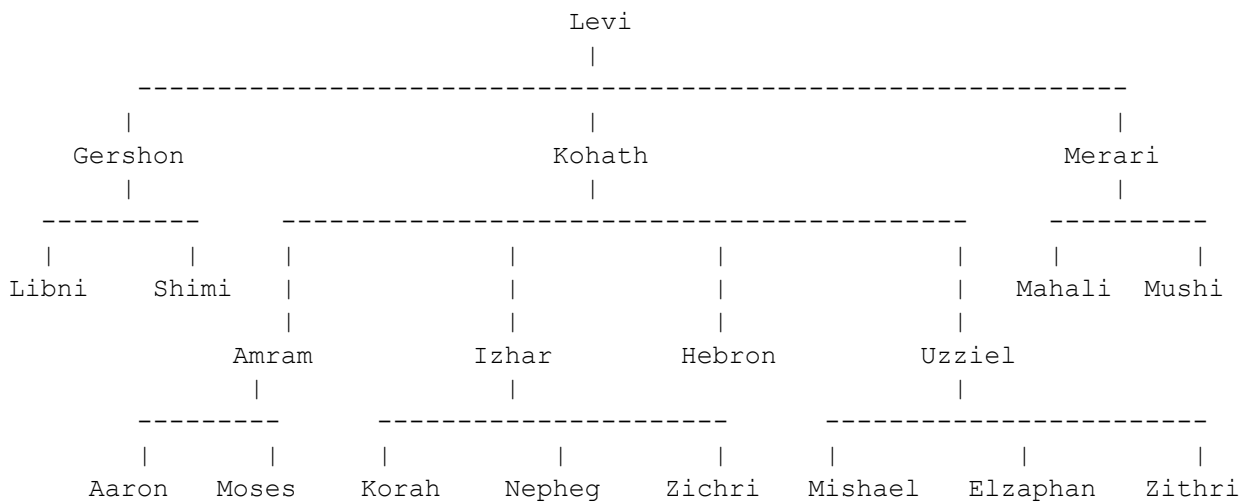 Levi
Gershon Kohath Merari
Libni Shimi Mahali Mushi
Amram Izhar Hebron Uzziel
Aaron Moses Korah Nepheg Zichri Mishael Elzaphan Zithri